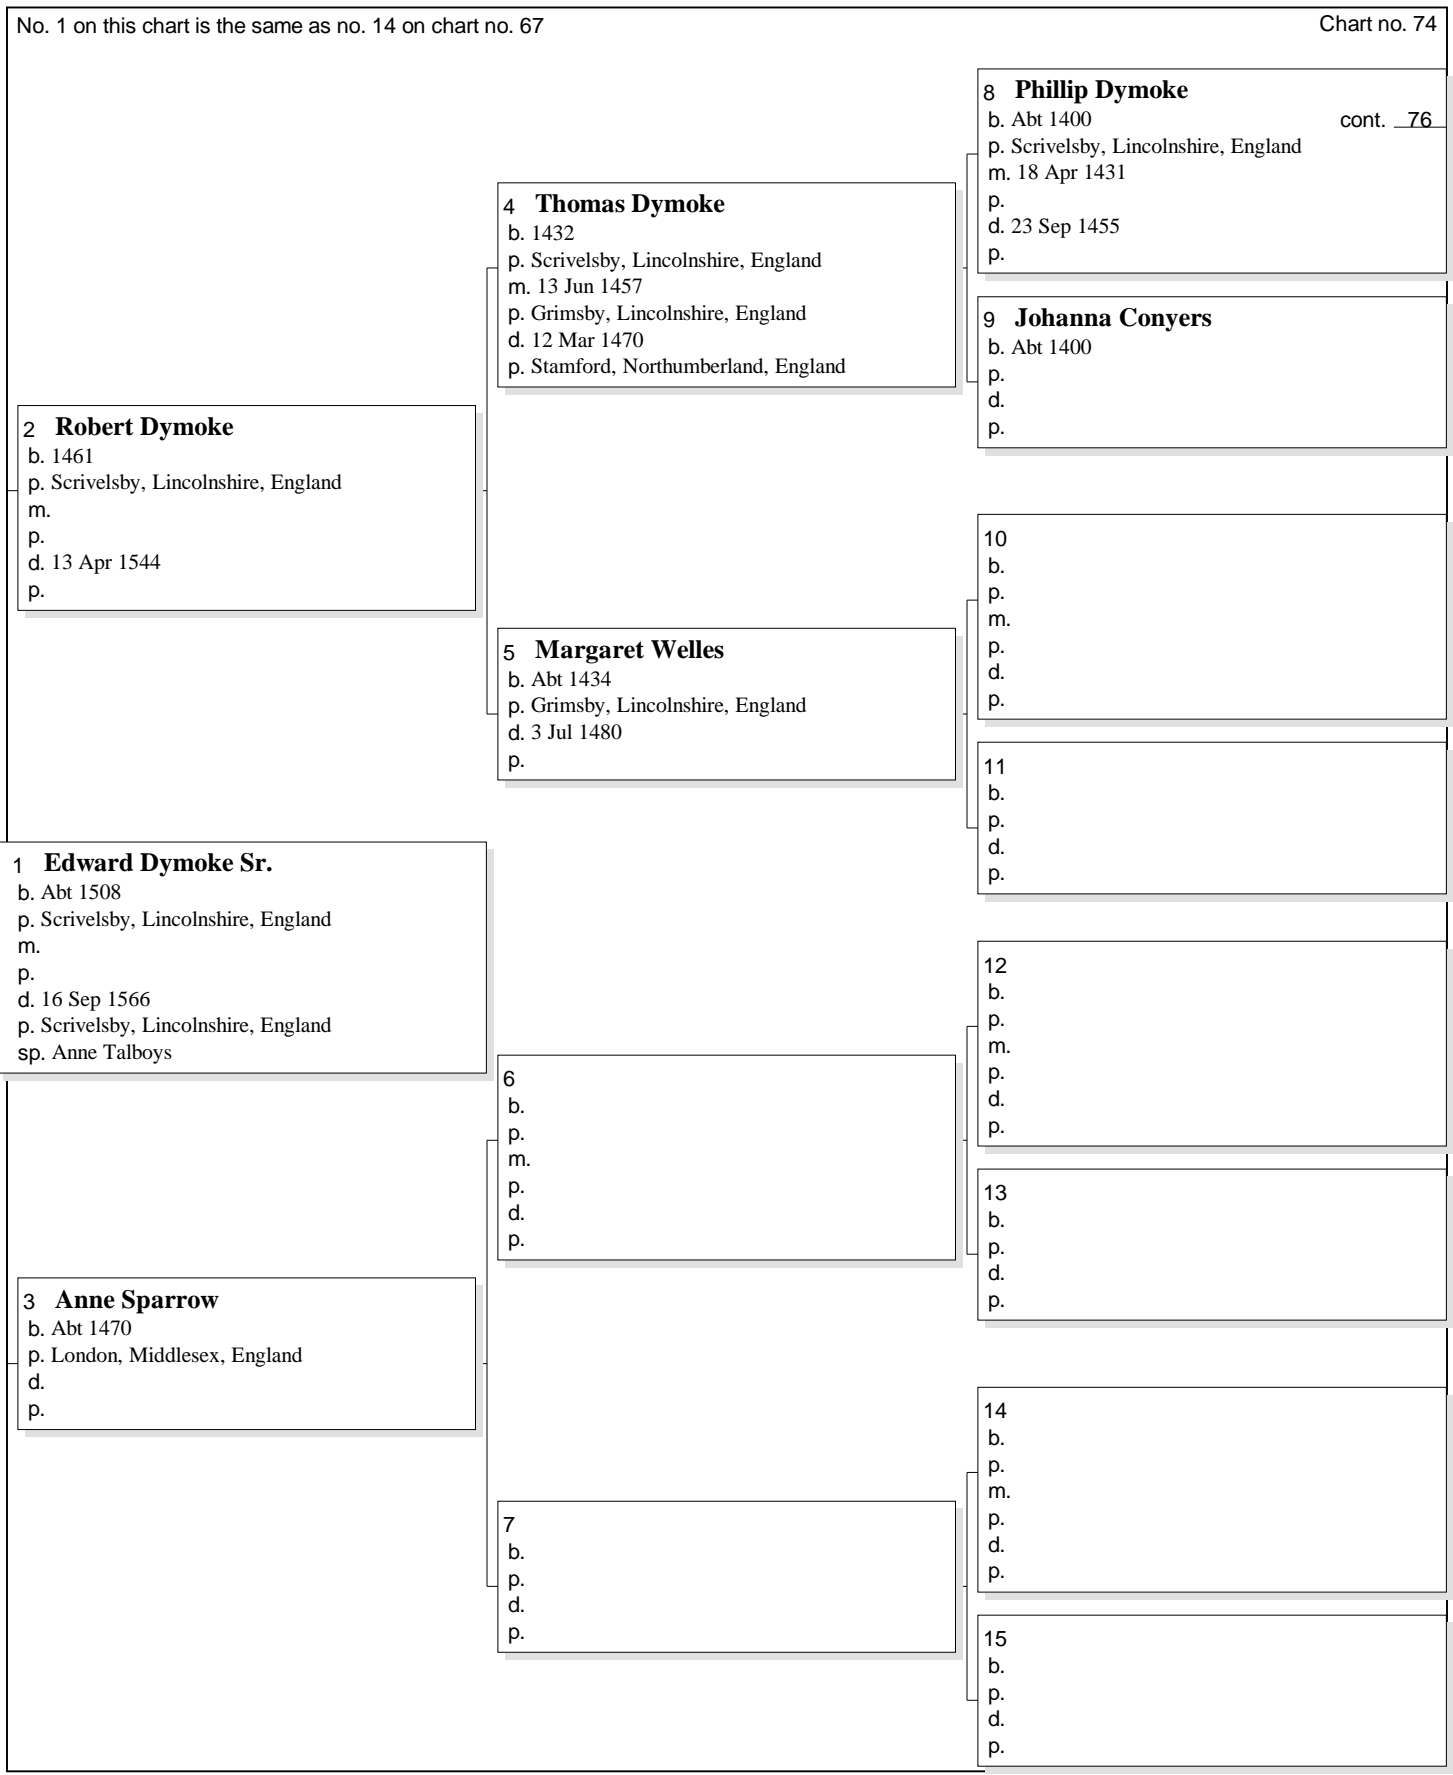 No. 1 on this chart is the same as no. 14 on chart no. 67
Chart no. 74
8 Phillip Dymoke
b. Abt 1400 cont. 76
p. Scrivelsby, Lincolnshire, England
m. 18 Apr 1431
p.
d. 23 Sep 1455
p.
4 Thomas Dymoke
b. 1432
p. Scrivelsby, Lincolnshire, England
m. 13 Jun 1457
p. Grimsby, Lincolnshire, England
d. 12 Mar 1470
p. Stamford, Northumberland, England
9 Johanna Conyers
b. Abt 1400
p.
d.
p.
2 Robert Dymoke
b. 1461
p. Scrivelsby, Lincolnshire, England
m.
p.
d. 13 Apr 1544
p.
10
b.
p.
m.
p.
d.
p.
5 Margaret Welles
b. Abt 1434
p. Grimsby, Lincolnshire, England
d. 3 Jul 1480
p.
11
b.
p.
d.
p.
1 Edward Dymoke Sr.
b. Abt 1508
p. Scrivelsby, Lincolnshire, England
m.
p.
d. 16 Sep 1566
p. Scrivelsby, Lincolnshire, England
sp. Anne Talboys
12
b.
p.
m.
p.
d.
p.
6
b.
p.
m.
p.
d.
p.
13
b.
p.
d.
p.
3 Anne Sparrow
b. Abt 1470
p. London, Middlesex, England
d.
p.
14
b.
p.
m.
p.
d.
p.
7
b.
p.
d.
p.
15
b.
p.
d.
p.